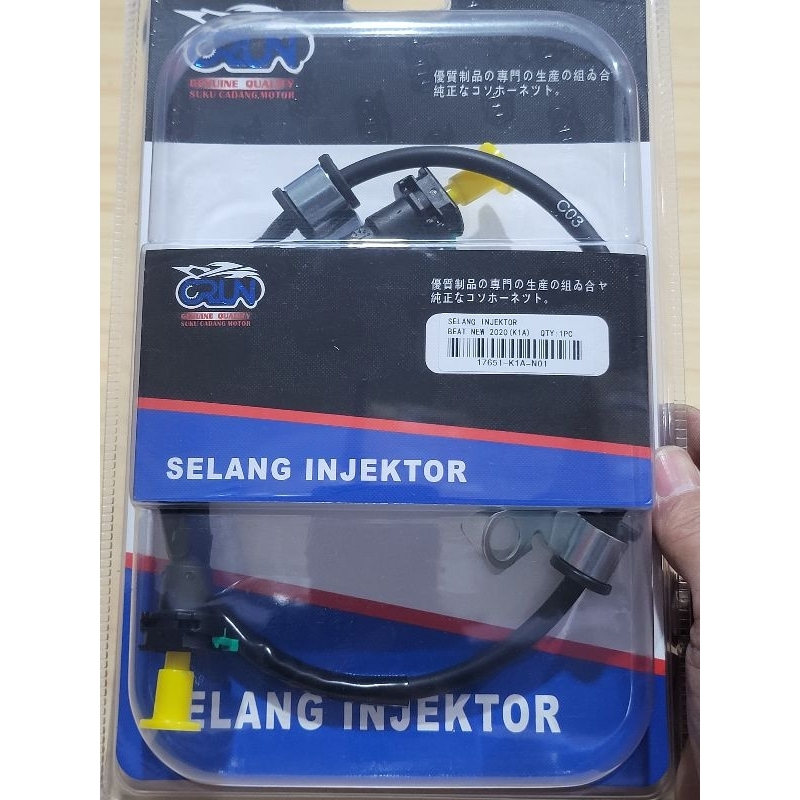 CRLN
GENUINE QUALITY
SUKU CADANG MOTOR
優質制品の専門の生産の組ゐ合
純正なコソホーネツト。
C03
CRLN
GENUINE QUALITY
SUKU CADANG MOTOR
優質制品の専門の生産の組ゐ合ヤ
純正なコソホーネツト。
SELANG INJEKTOR
BEAT NEW 2020(K1A) QTY:1PC
17651-K1A-N01
SELANG INJEKTOR
SELANG INJEKTOR